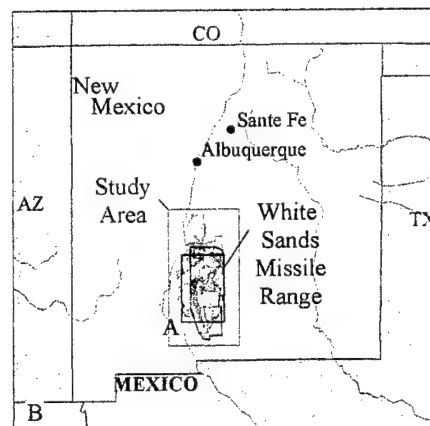 CO
New
Mexico
Sante Fe
Albuquerque
Study
Area
AZ
White
Sands
Missile
Range
TX
A
MEXICO
B